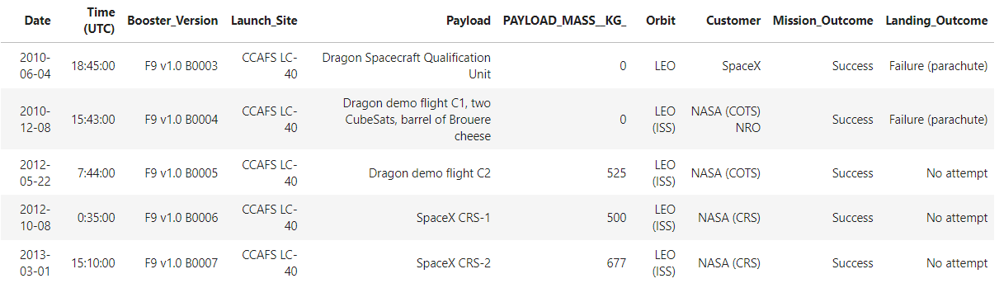 Date Time (UTC) Booster_Version Launch_Site Payload PAYLOAD_MASS__KG_ Orbit Customer Mission_Outcome Landing_Outcome
2010-06-04 18:45:00 F9 v1.0 B0003 CCAFS LC-40 Dragon Spacecraft Qualification Unit 0 LEO SpaceX Success Failure (parachute)
2010-12-08 15:43:00 F9 v1.0 B0004 CCAFS LC-40 Dragon demo flight C1, two CubeSats, barrel of Brouere cheese 0 LEO (ISS) NASA (COTS) NRO Success Failure (parachute)
2012-05-22 7:44:00 F9 v1.0 B0005 CCAFS LC-40 Dragon demo flight C2 525 LEO (ISS) NASA (COTS) Success No attempt
2012-10-08 0:35:00 F9 v1.0 B0006 CCAFS LC-40 SpaceX CRS-1 500 LEO (ISS) NASA (CRS) Success No attempt
2013-03-01 15:10:00 F9 v1.0 B0007 CCAFS LC-40 SpaceX CRS-2 677 LEO (ISS) NASA (CRS) Success No attempt